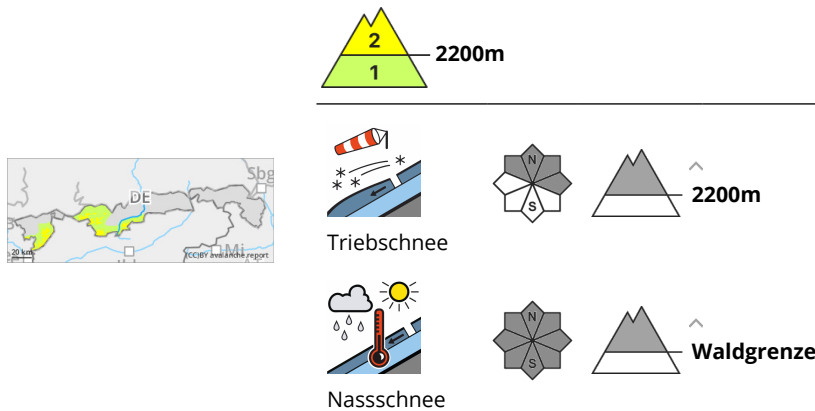 2
2200m
1
N
S
2200m
Triebschnee
Sbg
DE
20 km
Mi
(CC)BY avalanche.report
N
S
Waldgrenze
Nassschnee